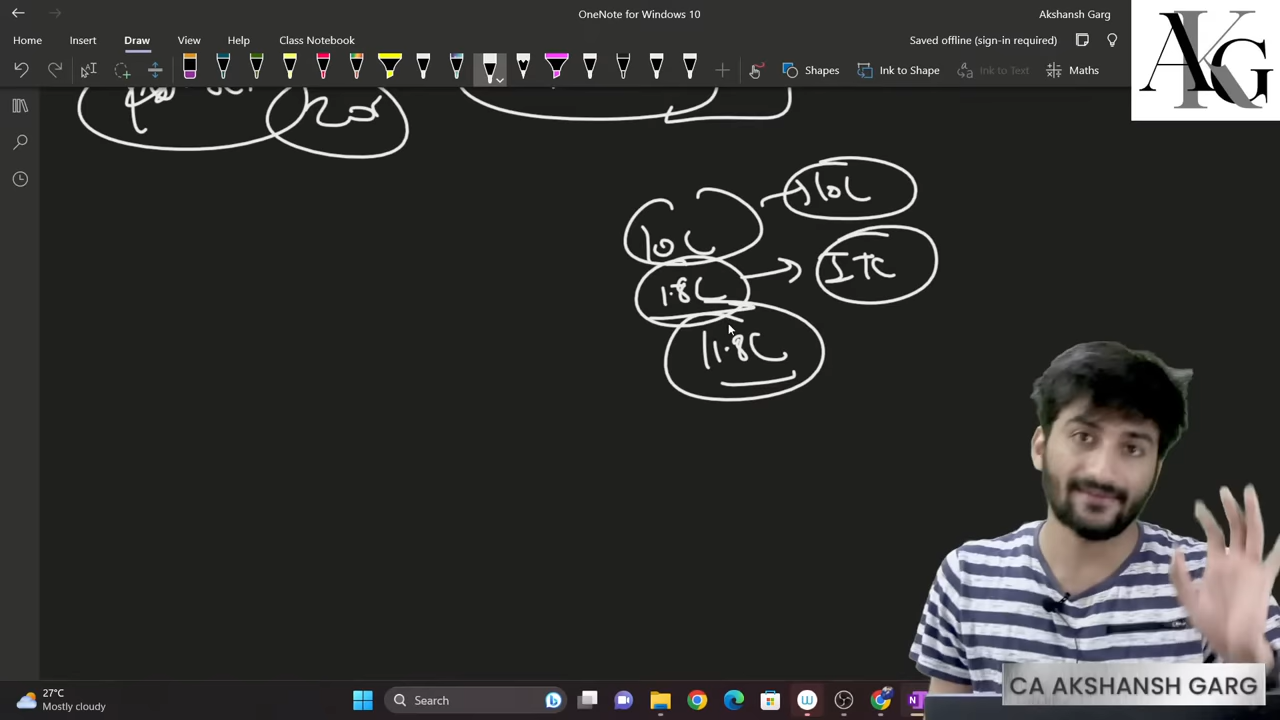 OneNote for Windows 10
Akshansh Garg
Home Insert Draw View Help Class Notebook
Saved offline (sign-in required)
Shapes Ink to Shape Ink to Text Maths
AKG
10L
10L
1.8L
ITC
11.8L
CA AKSHANSH GARG
27°C
Mostly cloudy
Search